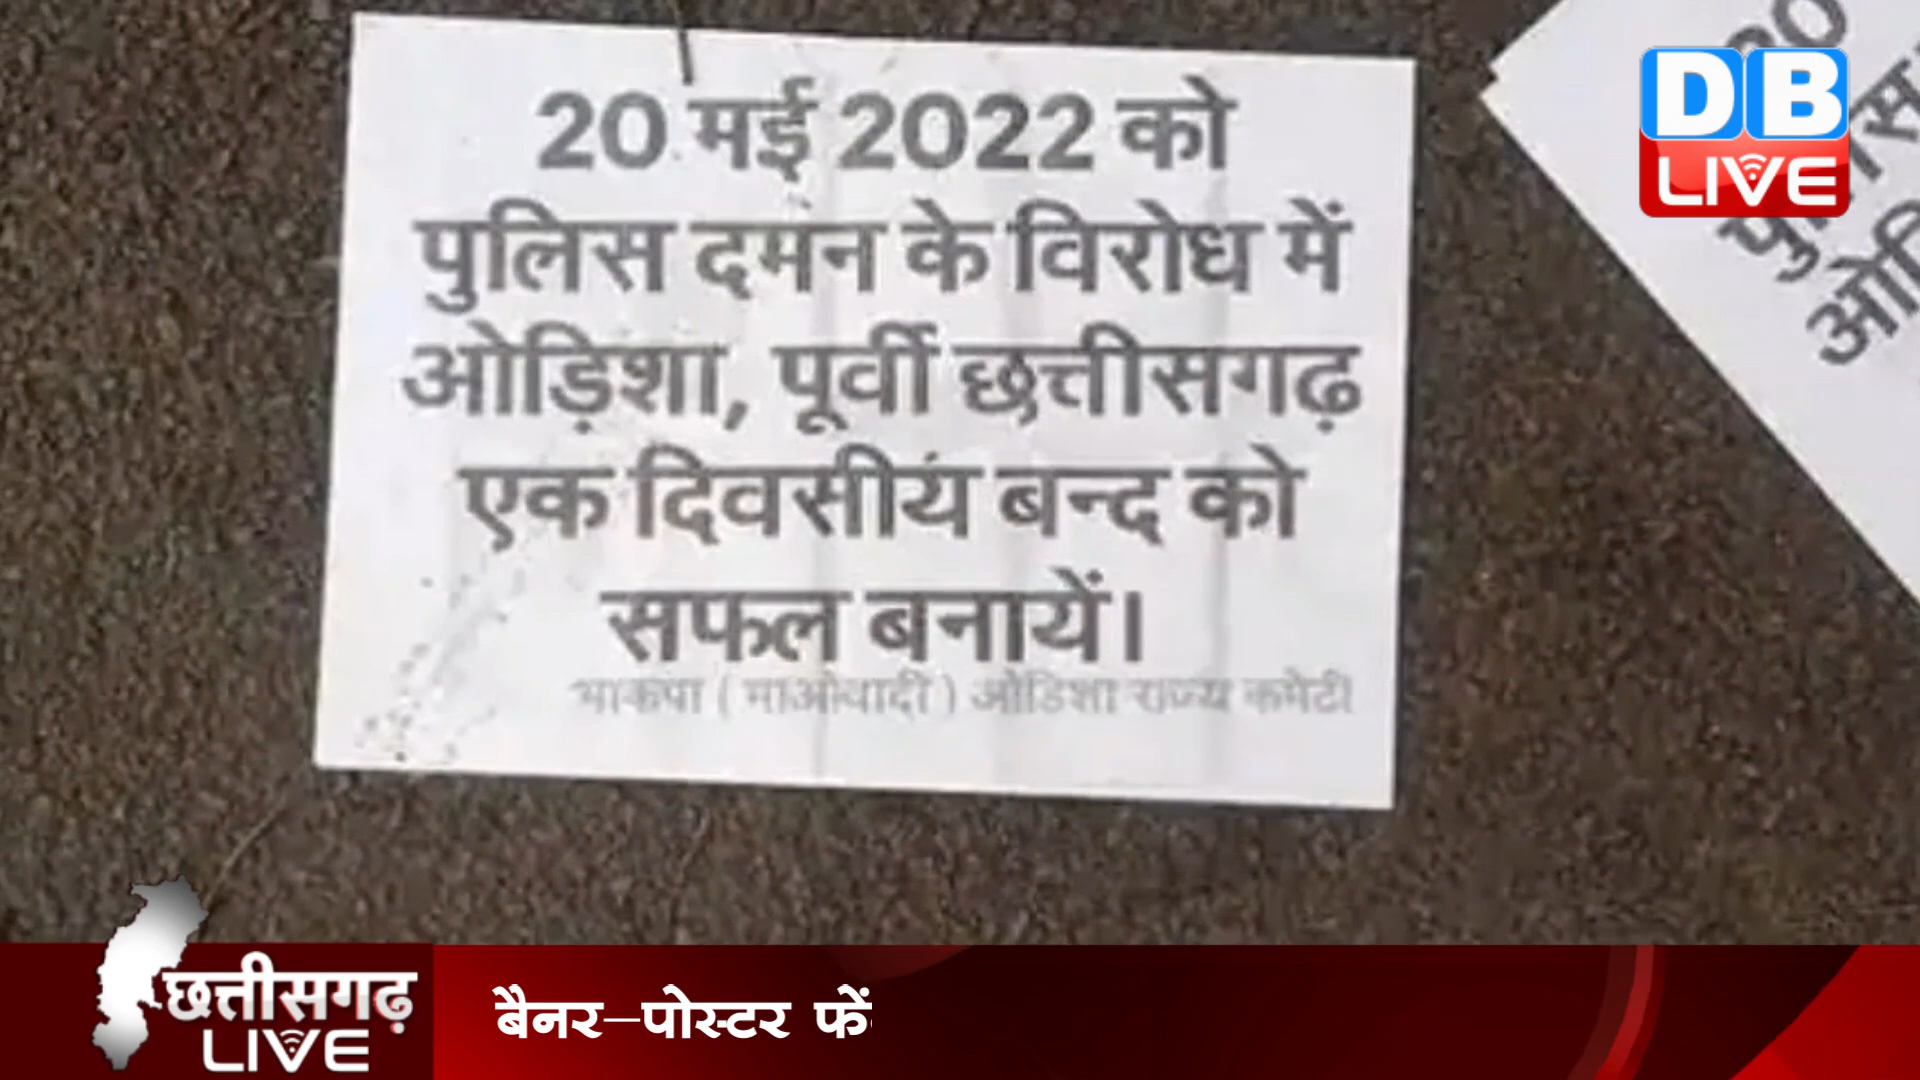 20 मई 2022 को
पुलिस दमन के विरोध में
ओड़िशा, पूर्वी छत्तीसगढ़
एक दिवसीय बन्द को
सफल बनायें।
भाकपा ( माओवादी ) ओडिशा राज्य कमेटी
20
DB
LIVE
छत्तीसगढ़
LIVE
बैनर-पोस्टर